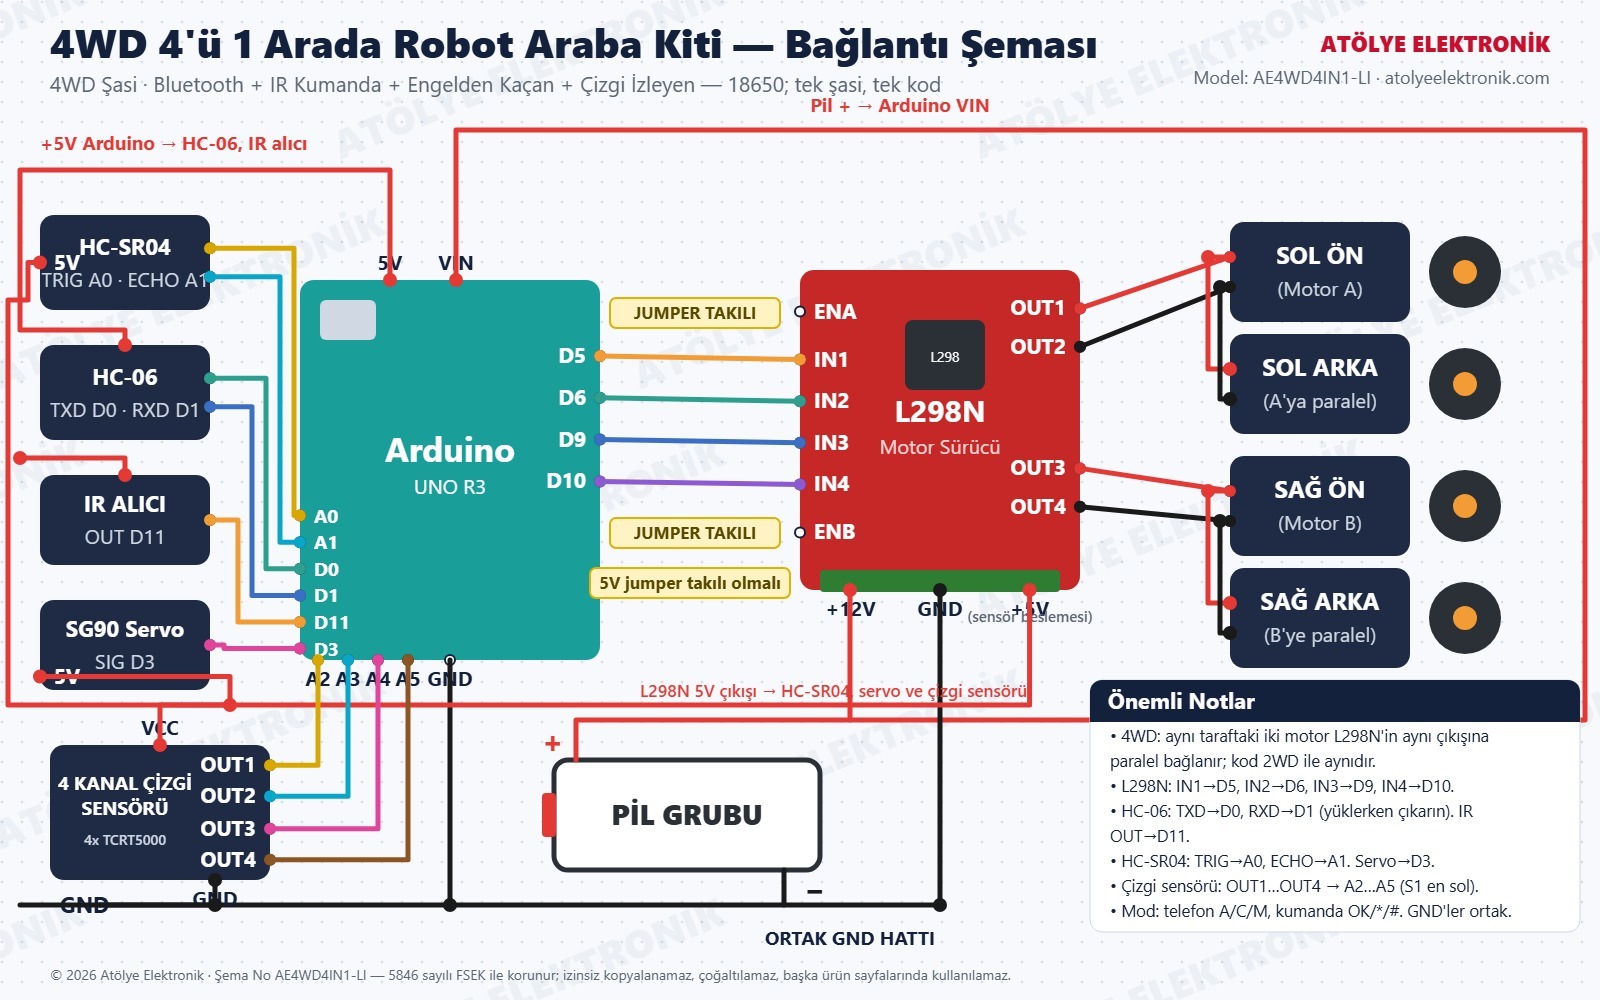 4WD 4'ü 1 Arada Robot Araba Kiti — Bağlantı Şeması
ATÖLYE ELEKTRONİK
4WD Şasi · Bluetooth + IR Kumanda + Engelden Kaçan + Çizgi İzleyen — 18650; tek şasi, tek kod
Model: AE4WD4IN1-LI · atolyeelektronik.com
Pil + → Arduino VIN
+5V Arduino → HC-06, IR alıcı
HC-SR04
5V
TRIG A0 · ECHO A1
HC-06
TXD D0 · RXD D1
IR ALICI
OUT D11
SG90 Servo
SIG D3
5V
5V
VIN
Arduino
UNO R3
D5
D6
D9
D10
A0
A1
D0
D1
D11
D3
A2 A3 A4 A5 GND
JUMPER TAKILI
JUMPER TAKILI
5V jumper takılı olmalı
ENA
IN1
IN2
IN3
IN4
ENB
L298
L298N
Motor Sürücü
OUT1
OUT2
OUT3
OUT4
+12V
GND
+5V
(sensör beslemesi)
SOL ÖN
(Motor A)
SOL ARKA
(A'ya paralel)
SAĞ ÖN
(Motor B)
SAĞ ARKA
(B'ye paralel)
L298N 5V çıkışı → HC-SR04, servo ve çizgi sensörü
VCC
4 KANAL ÇİZGİ
SENSÖRÜ
4x TCRT5000
OUT1
OUT2
OUT3
OUT4
GND
GND
+
PİL GRUBU
−
ORTAK GND HATTI
Önemli Notlar
• 4WD: aynı taraftaki iki motor L298N'in aynı çıkışına
paralel bağlanır; kod 2WD ile aynıdır.
• L298N: IN1→D5, IN2→D6, IN3→D9, IN4→D10.
• HC-06: TXD→D0, RXD→D1 (yüklerken çıkarın). IR
OUT→D11.
• HC-SR04: TRIG→A0, ECHO→A1. Servo→D3.
• Çizgi sensörü: OUT1…OUT4 → A2…A5 (S1 en sol).
• Mod: telefon A/C/M, kumanda OK/*/#. GND'ler ortak.
© 2026 Atölye Elektronik · Şema No AE4WD4IN1-LI — 5846 sayılı FSEK ile korunur; izinsiz kopyalanamaz, çoğaltılamaz, başka ürün sayfalarında kullanılamaz.